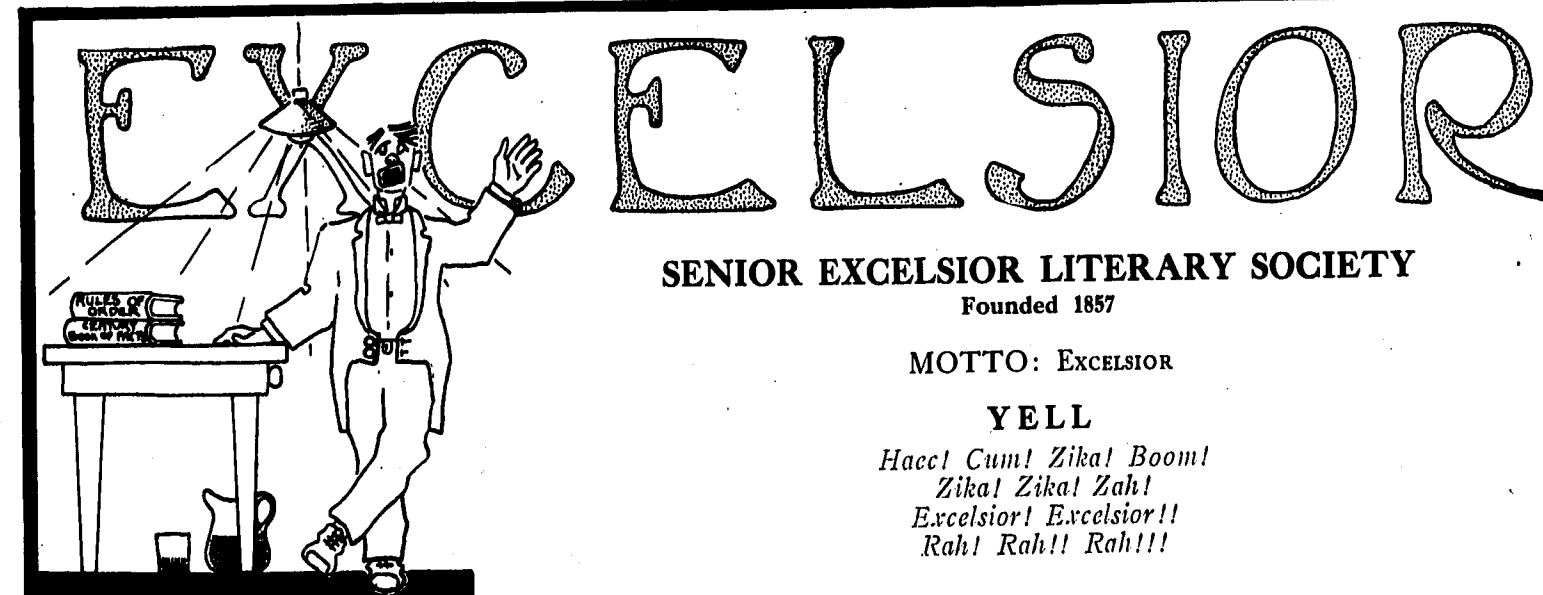 EXCELSIOR
RULES OF
ORDER
CENTURY
BOOK OF FACTS
SENIOR EXCELSIOR LITERARY SOCIETY
Founded 1857
MOTTO: EXCELSIOR
YELL
Hacc! Cum! Zika! Boom!
Zika! Zika! Zah!
Excelsior! Excelsior!!
Rah! Rah!! Rah!!!